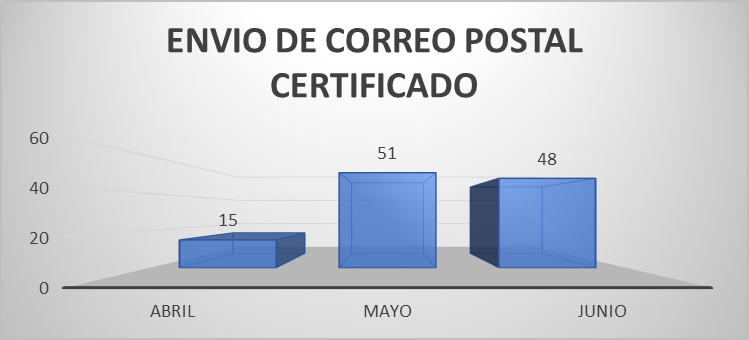 ENVIO DE CORREO POSTAL
CERTIFICADO
60
40
20
0
15
51
48
ABRIL
MAYO
JUNIO